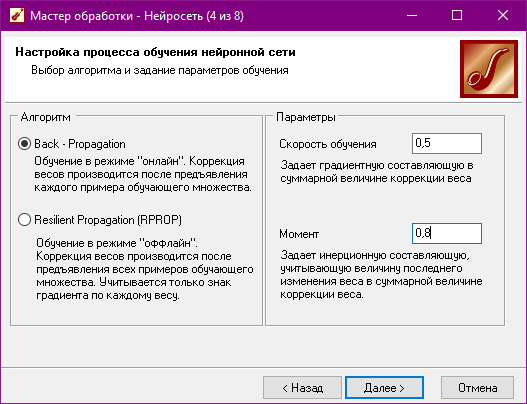 Мастер обработки - Нейросеть (4 из 8)
Настройка процесса обучения нейронной сети
Выбор алгоритма и задание параметров обучения
Алгоритм
Back - Propagation
Обучение в режиме "онлайн". Коррекция
весов производится после предъявления
каждого примера обучающего множества.
Resilient Propagation (RPROP)
Обучение в режиме "оффлайн".
Коррекция весов производится после
предъявления всех примеров обучающего
множества. Учитывается только знак
градиента по каждому весу.
Параметры
Скорость обучения 0,5
Задает градиентную составляющую в
суммарной величине коррекции веса
Момент 0,8
Задает инерционную составляющую,
учитывающую величину последнего
изменения веса в суммарной величине
коррекции веса.
< Назад Далее > Отмена